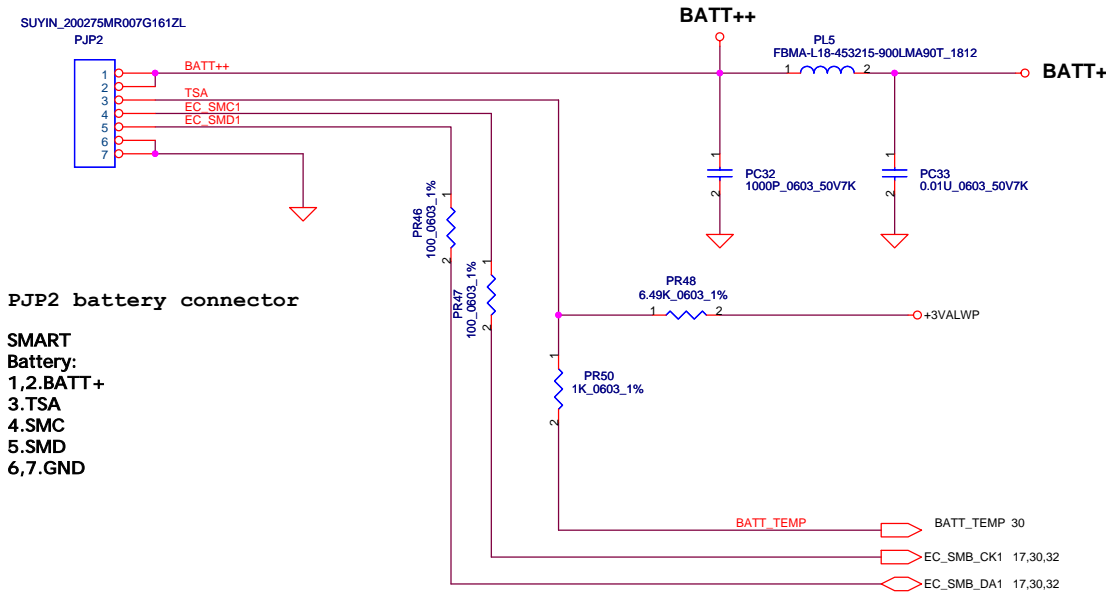 SUYIN_200275MR007G161ZL
PJP2
1
2
3
4
5
6
7
BATT++
TSA
EC_SMC1
EC_SMD1
BATT++
PL5
FBMA-L18-453215-900LMA90T_1812
1
2
BATT+
1
PC32
1000P_0603_50V7K
2
1
PC33
0.01U_0603_50V7K
2
1
PR46
100_0603_1%
2
1
PR47
100_0603_1%
2
PR48
6.49K_0603_1%
1
2
+3VALWP
1
PR50
1K_0603_1%
2
PJP2 battery connector
SMART
Battery:
1,2.BATT+
3.TSA
4.SMC
5.SMD
6,7.GND
BATT_TEMP
BATT_TEMP 30
EC_SMB_CK1 17,30,32
EC_SMB_DA1 17,30,32